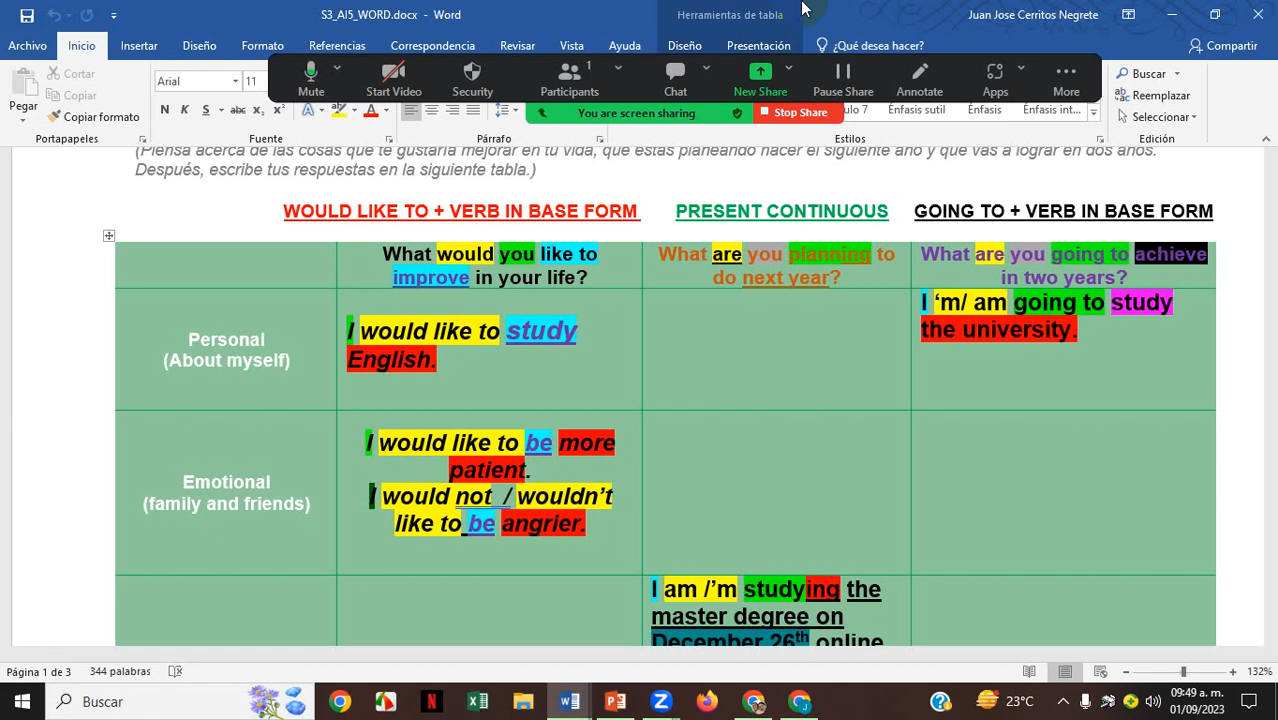 S3_AI5_WORD.docx - Word
Herramientas de tabla
Juan Jose Cerritos Negrete
Archivo Inicio Insertar Diseño Formato Referencias Correspondencia Revisar Vista Ayuda Diseño Presentación ¿Qué desea hacer? Compartir
Pegar
Cortar
Copiar
Copiar formato
Portapapeles
Arial 11
N K S abc x x
Fuente
Párrafo
Mute Start Video Security Participants 1 Chat New Share Pause Share Annotate Apps More
You are screen sharing Stop Share
ulo 7 Énfasis sutil Énfasis Énfasis int...
Estilos
Buscar
Reemplazar
Seleccionar
Edición
(Piensa acerca de las cosas que te gustaría mejorar en tu vida, que estas planeando hacer el siguiente año y que vas a lograr en dos años.
Después, escribe tus respuestas en la siguiente tabla.)
WOULD LIKE TO + VERB IN BASE FORM PRESENT CONTINUOUS GOING TO + VERB IN BASE FORM
What would you like to
improve in your life?
What are you planning to
do next year?
What are you going to achieve
in two years?
Personal
(About myself)
I would like to study
English.
I ‘m/ am going to study
the university.
Emotional
(family and friends)
I would like to be more
patient.
I would not / wouldn’t
like to be angrier.
I am /’m studying the
master degree on
December 26th online
Página 1 de 3 344 palabras 132%
Buscar
23°C
09:49 a. m.
01/09/2023